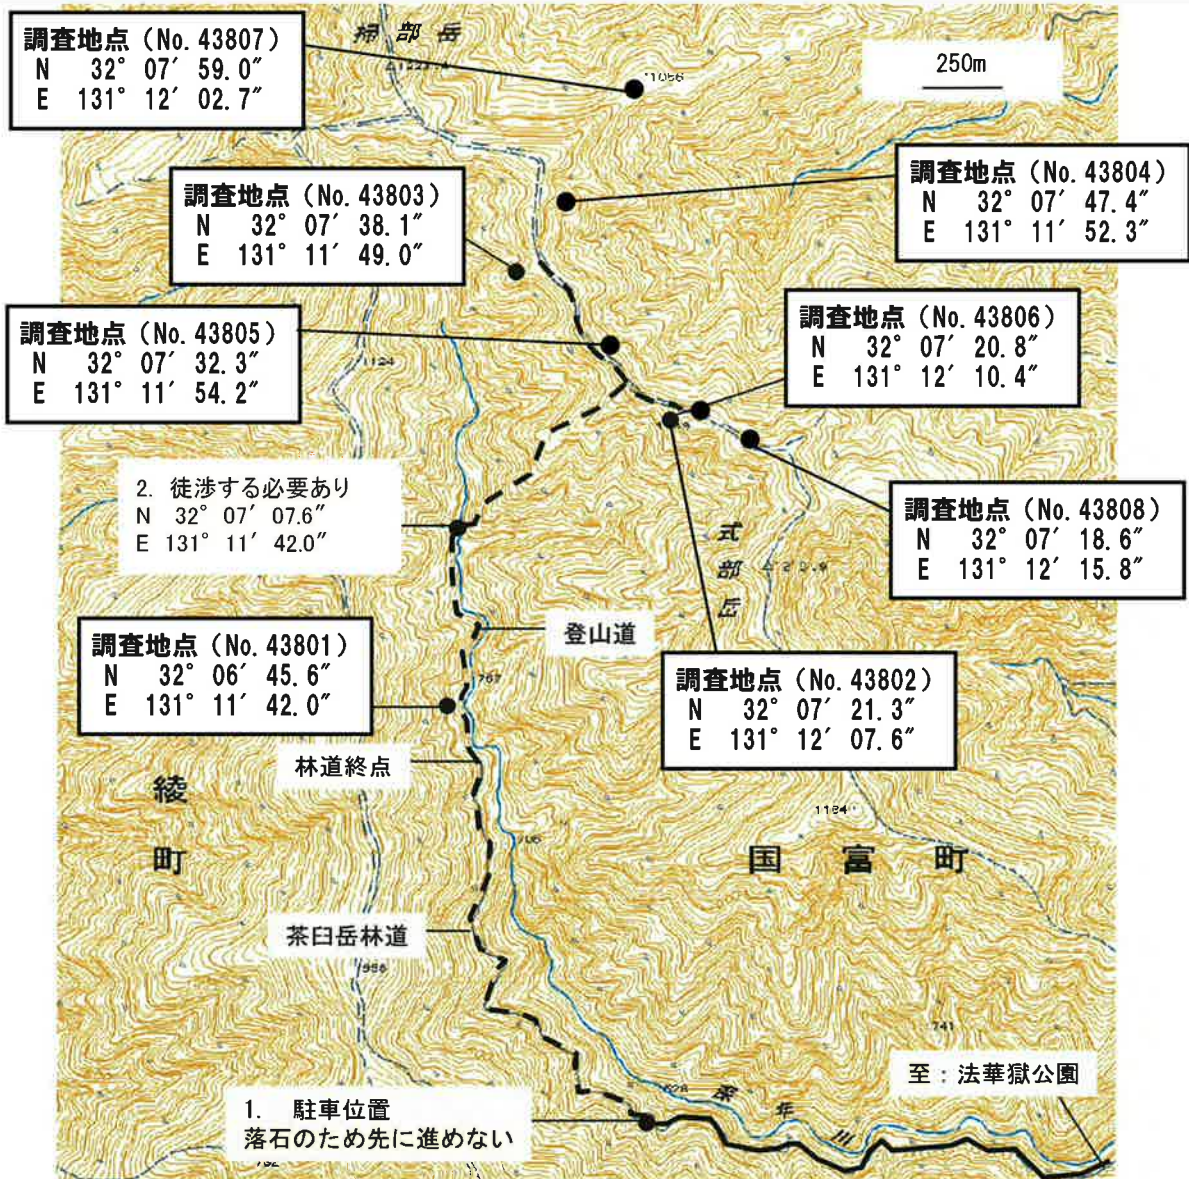 調査地点 (No. 43807)
N 32° 07′ 59.0″
E 131° 12′ 02.7″
掃部岳
1056
250m
調査地点 (No. 43803)
N 32° 07′ 38.1″
E 131° 11′ 49.0″
調査地点 (No. 43804)
N 32° 07′ 47.4″
E 131° 11′ 52.3″
調査地点 (No. 43805)
N 32° 07′ 32.3″
E 131° 11′ 54.2″
1124
調査地点 (No. 43806)
N 32° 07′ 20.8″
E 131° 12′ 10.4″
2. 徒渉する必要あり
N 32° 07′ 07.6″
E 131° 11′ 42.0″
式部岳
調査地点 (No. 43808)
N 32° 07′ 18.6″
E 131° 12′ 15.8″
調査地点 (No. 43801)
N 32° 06′ 45.6″
E 131° 11′ 42.0″
登山道
767
調査地点 (No. 43802)
N 32° 07′ 21.3″
E 131° 12′ 07.6″
林道終点
綾町
1184
706
国富町
茶臼岳林道
741
至:法華獄公園
628
深年川
1. 駐車位置
落石のため先に進めない